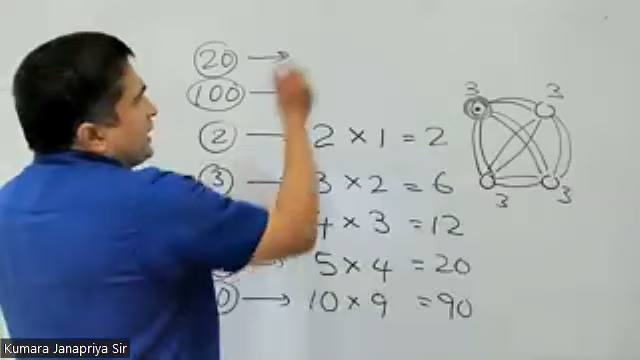 20 →
100
2 — 2 × 1 = 2
3 — 3 × 2 = 6
4 × 3 = 12
5 × 4 = 20
0 → 10 × 9 = 90
3 3
3 3
Kumara Janapriya Sir